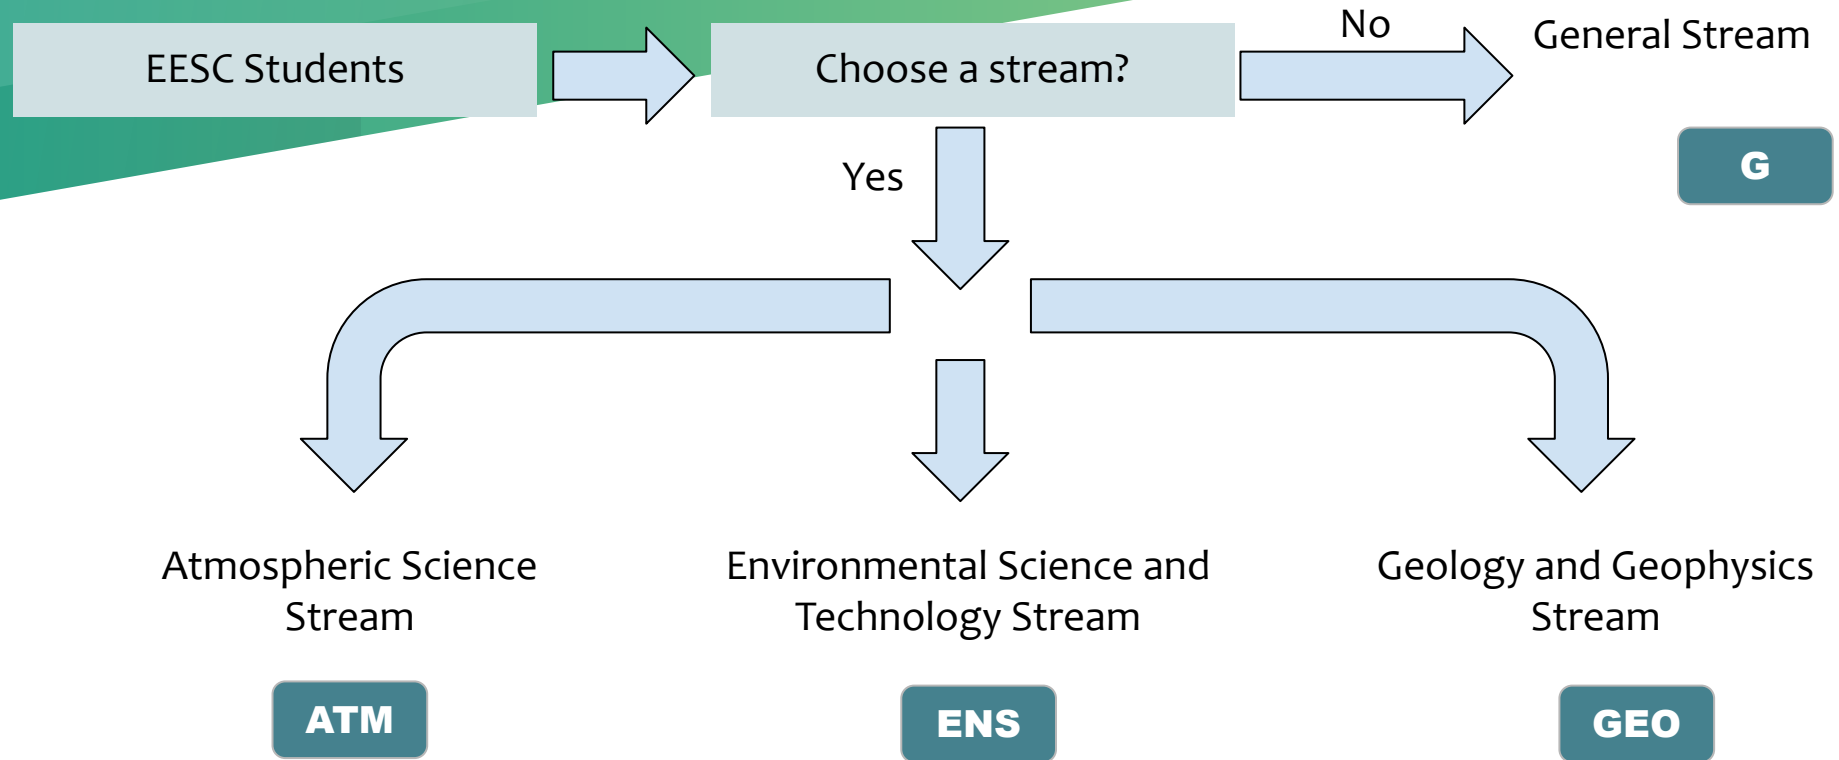 EESC Students
Choose a stream?
No
General Stream
G
Yes
Atmospheric Science
Stream
Environmental Science and
Technology Stream
Geology and Geophysics
Stream
ATM
ENS
GEO